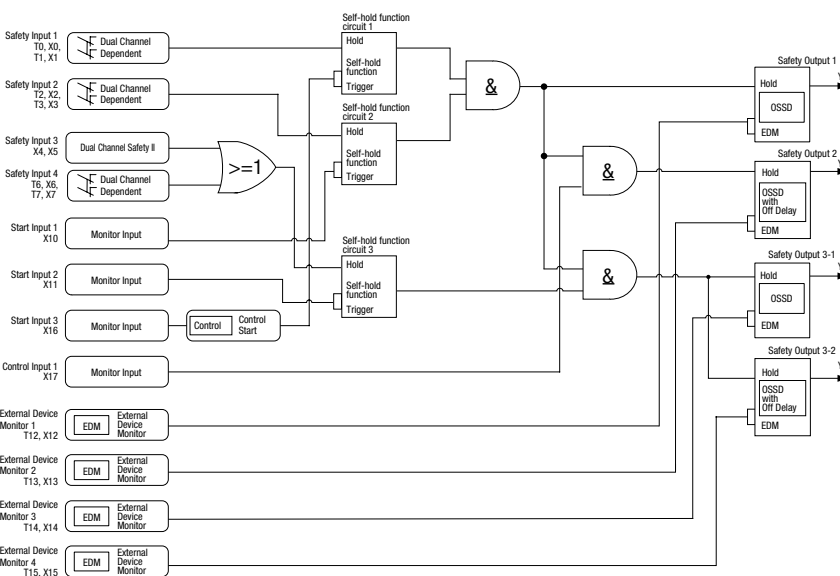 Safety Input 1
T0, X0,
T1, X1
Dual Channel
Dependent
Safety Input 2
T2, X2,
T3, X3
Dual Channel
Dependent
Safety Input 3
X4, X5
Dual Channel Safety II
Safety Input 4
T6, X6,
T7, X7
Dual Channel
Dependent
>=1
Start Input 1
X10
Monitor Input
Start Input 2
X11
Monitor Input
Start Input 3
X16
Monitor Input
Control
Control
Start
Control Input 1
X17
Monitor Input
External Device
Monitor 1
T12, X12
EDM
External
Device
Monitor
External Device
Monitor 2
T13, X13
EDM
External
Device
Monitor
External Device
Monitor 3
T14, X14
EDM
External
Device
Monitor
External Device
Monitor 4
T15, X15
EDM
External
Device
Monitor
Self-hold function
circuit 1
Hold
Self-hold
function
Trigger
Self-hold function
circuit 2
Hold
Self-hold
function
Trigger
Self-hold function
circuit 3
Hold
Self-hold
function
Trigger
&
&
&
Safety Output 1
Hold
OSSD
EDM
Safety Output 2
Hold
OSSD
with
Off Delay
EDM
Safety Output 3-1
Hold
OSSD
EDM
Safety Output 3-2
Hold
OSSD
with
Off Delay
EDM